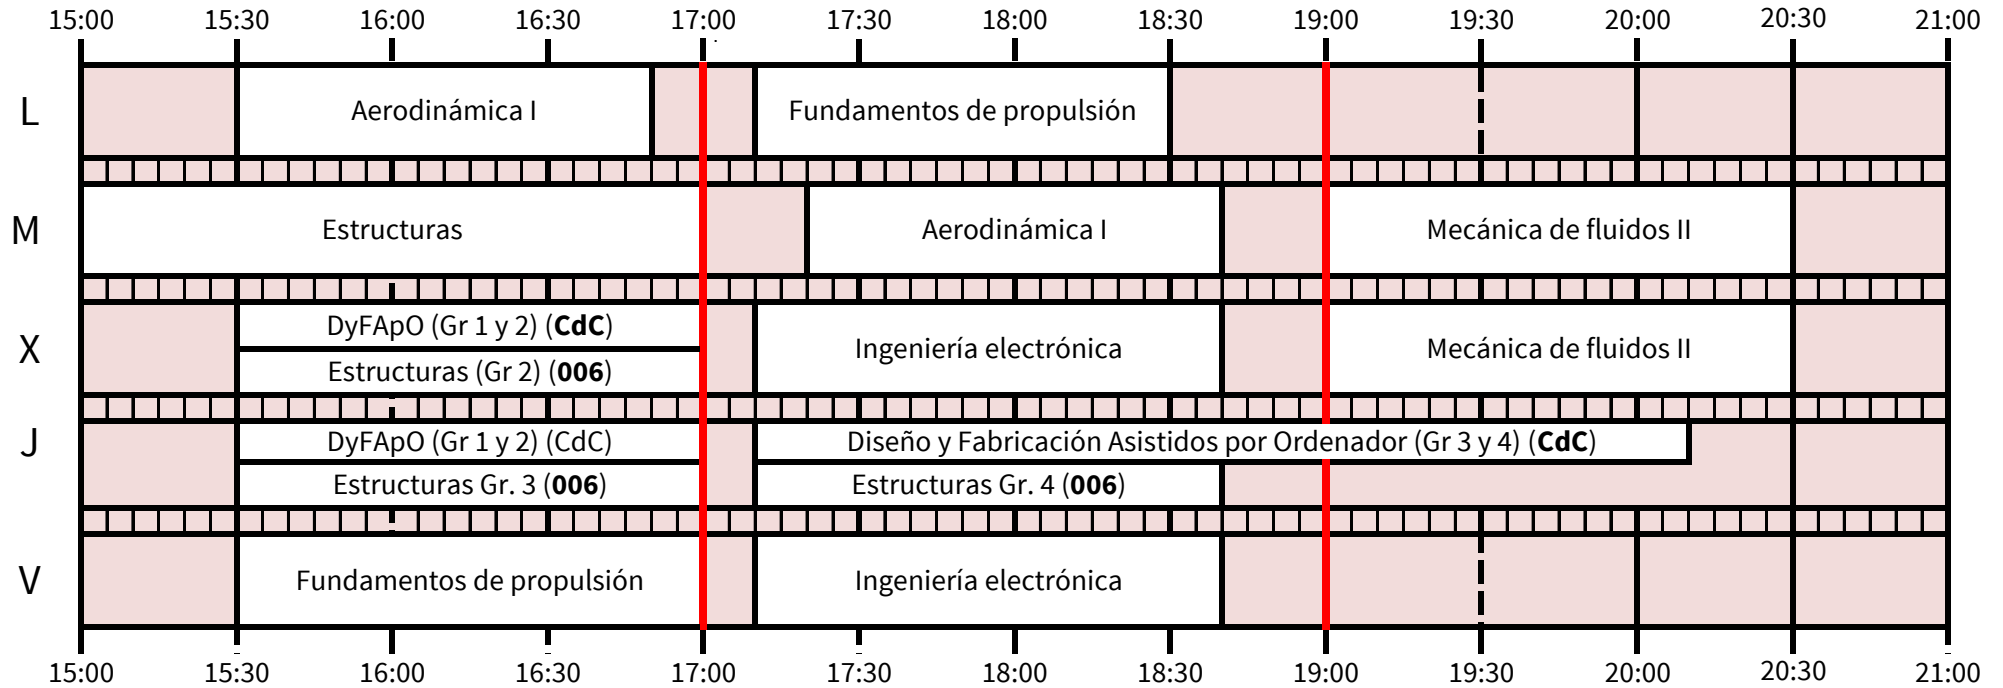 15:00 15:30 16:00 16:30 17:00 17:30 18:00 18:30 19:00 19:30 20:00 20:30 21:00
L Aerodinámica I Fundamentos de propulsión
M Estructuras Aerodinámica I Mecánica de fluidos II
DyFApO (Gr 1 y 2) (CdC)
X Ingeniería electrónica Mecánica de fluidos II
Estructuras (Gr 2) (006)
J DyFApO (Gr 1 y 2) (CdC) Diseño y Fabricación Asistidos por Ordenador (Gr 3 y 4) (CdC)
Estructuras Gr. 3 (006) Estructuras Gr. 4 (006)
V Fundamentos de propulsión Ingeniería electrónica
15:00 15:30 16:00 16:30 17:00 17:30 18:00 18:30 19:00 19:30 20:00 20:30 21:00